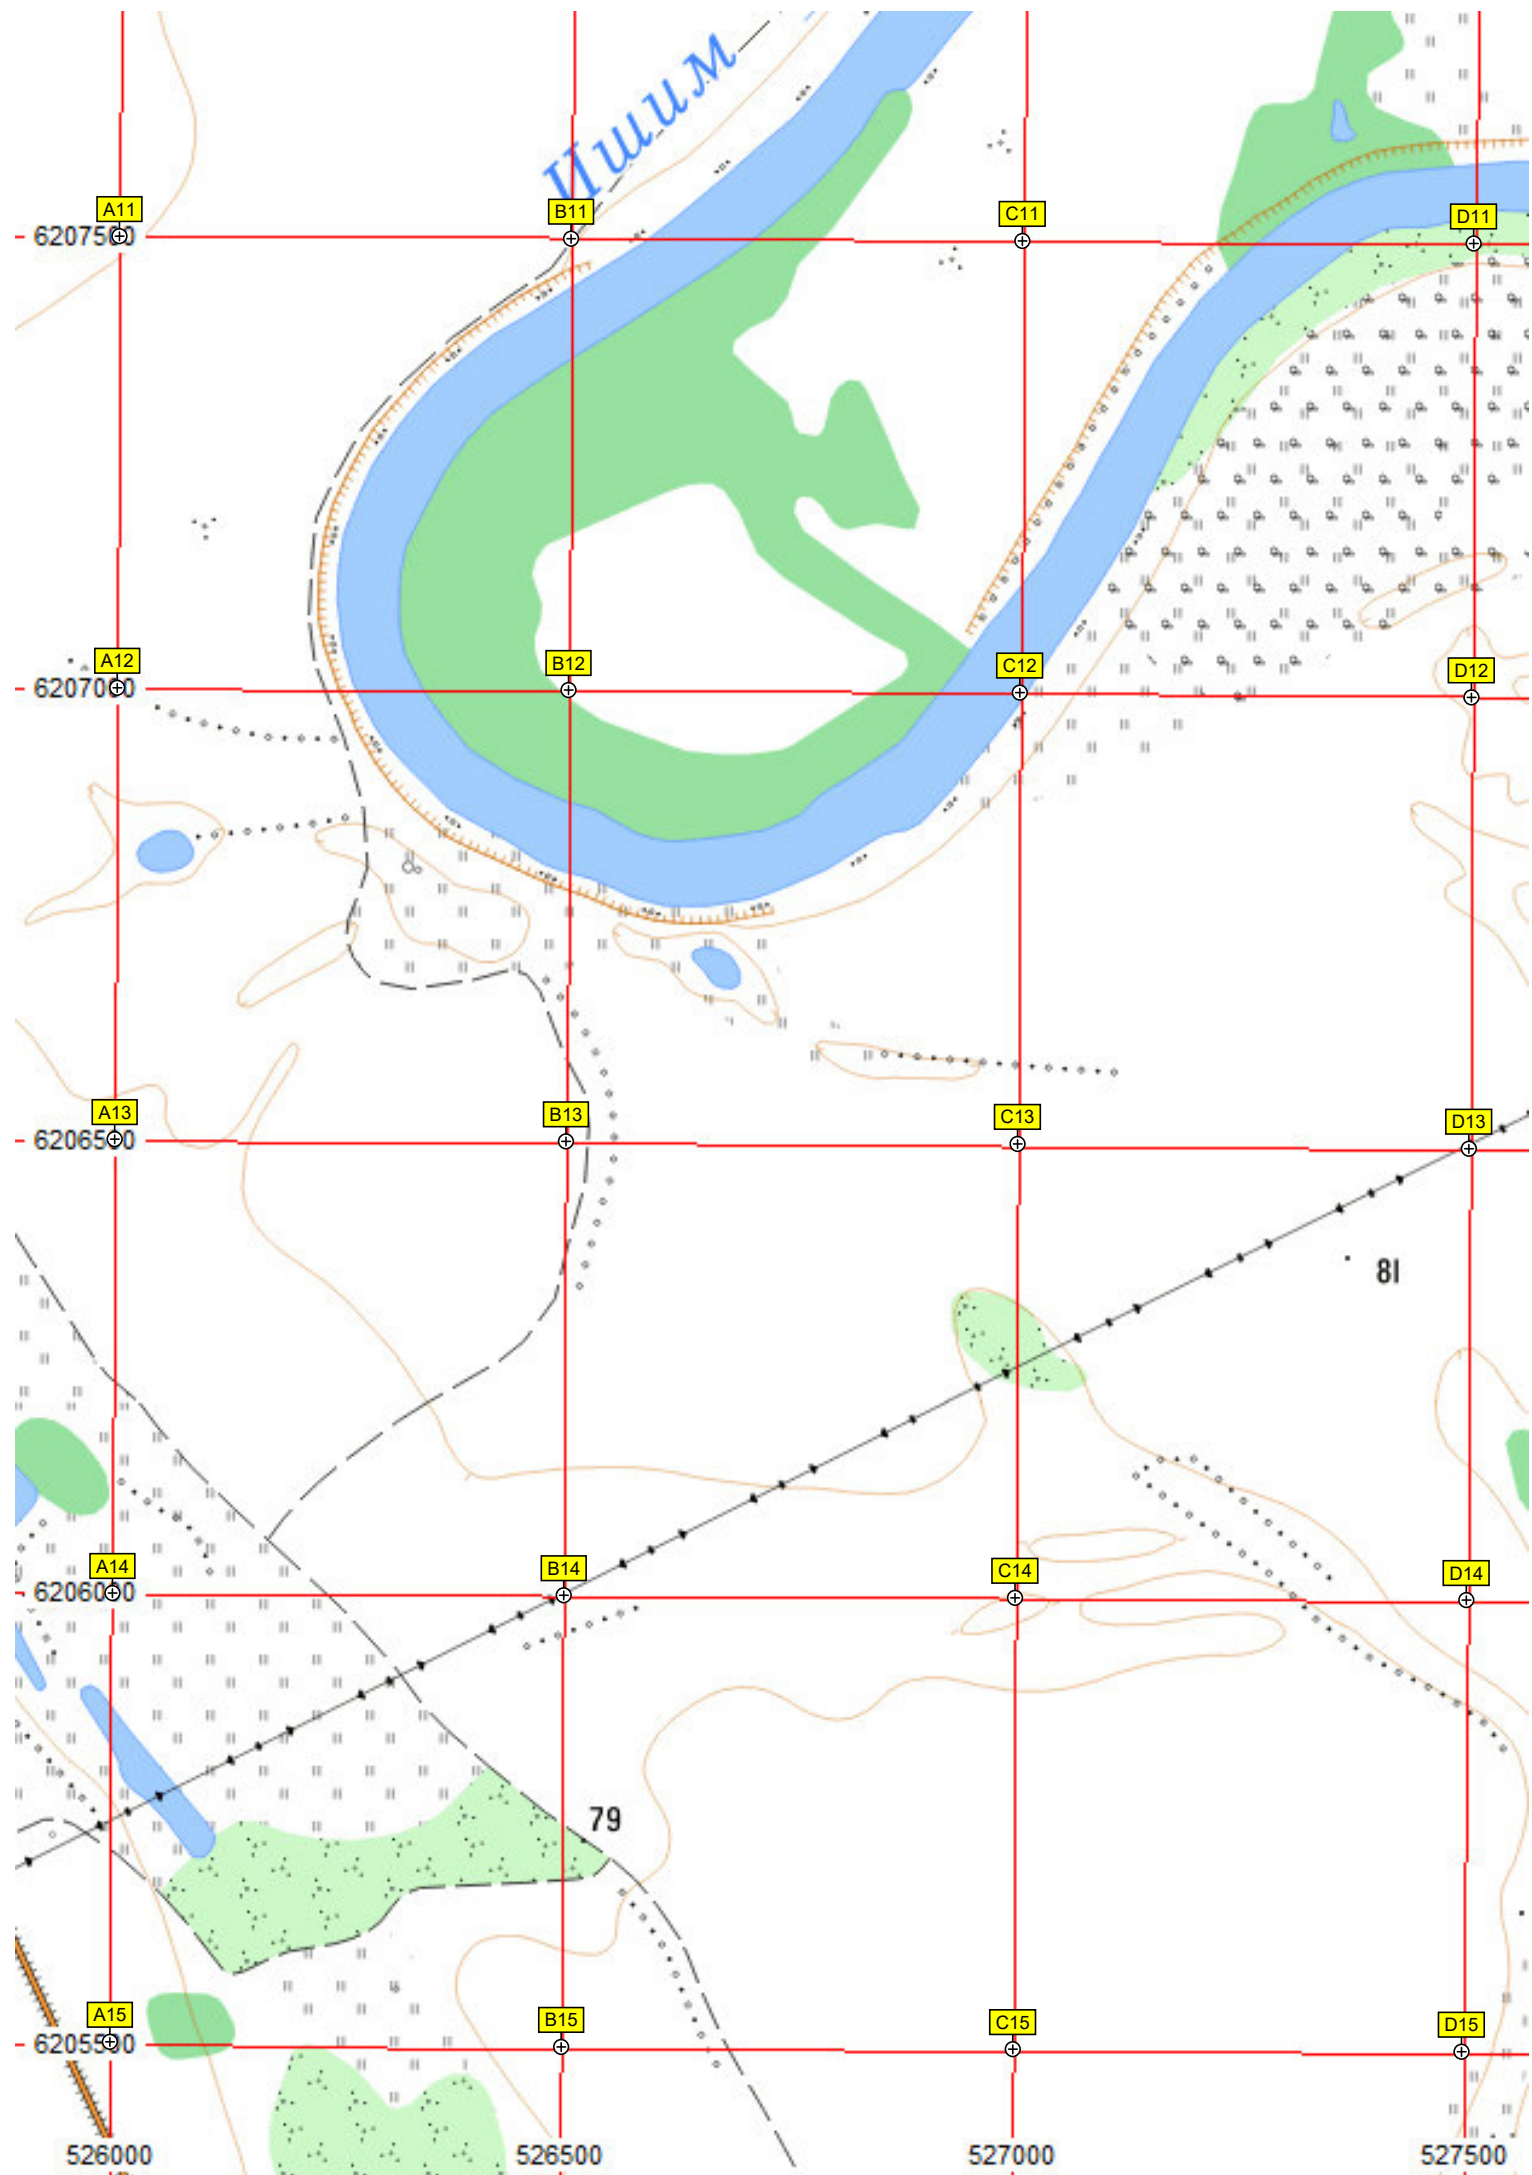 Ишим
A11 B11 C11 D11
6207500
A12 B12 C12 D12
6207000
A13 B13 C13 D13
6206500
81
A14 B14 C14 D14
6206000
79
A15 B15 C15 D15
6205500
526000 526500 527000 527500